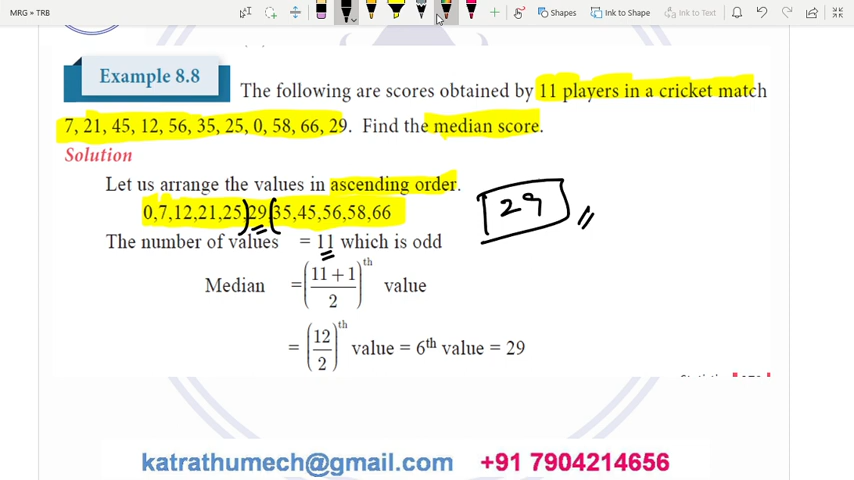 MRG » TRB
Shapes
Ink to Shape
Ink to Text
Example 8.8
The following are scores obtained by 11 players in a cricket match
7, 21, 45, 12, 56, 35, 25, 0, 58, 66, 29. Find the median score.
Solution
Let us arrange the values in ascending order.
0,7,12,21,25)29(35,45,56,58,66
29
The number of values = 11 which is odd
Median = (11+1 / 2)th value
= (12 / 2)th value = 6th value = 29
katrathumech@gmail.com +91 7904214656